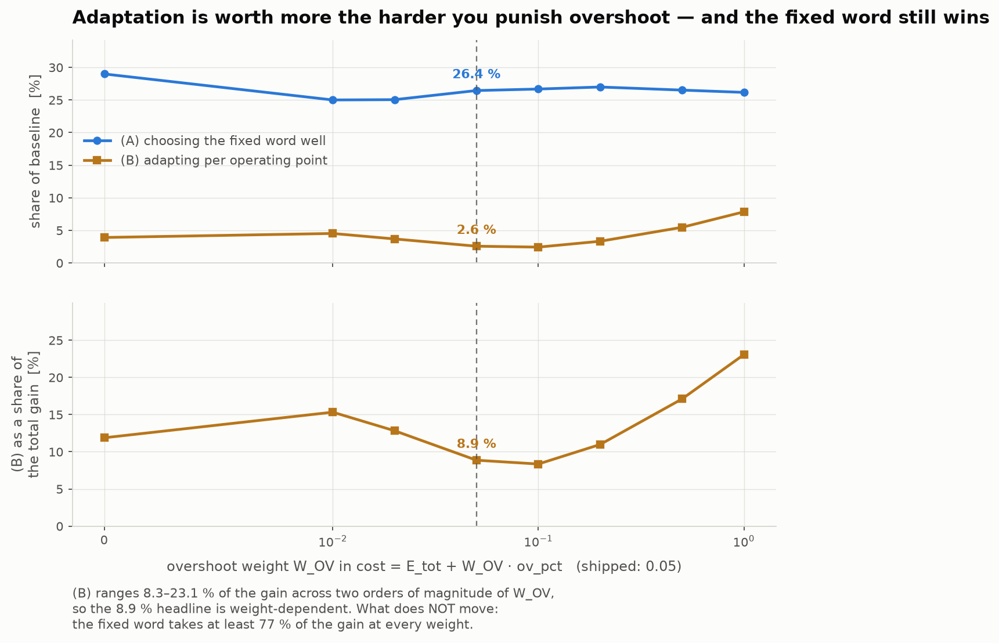 Adaptation is worth more the harder you punish overshoot — and the fixed word still wins
share of baseline [%]
30
25
20
15
10
5
0
26.4 %
(A) choosing the fixed word well
(B) adapting per operating point
2.6 %
(B) as a share of
the total gain [%]
25
20
15
10
5
0
8.9 %
0
10⁻²
10⁻¹
10⁰
overshoot weight W_OV in cost = E_tot + W_OV · ov_pct (shipped: 0.05)
(B) ranges 8.3–23.1 % of the gain across two orders of magnitude of W_OV,
so the 8.9 % headline is weight-dependent. What does NOT move:
the fixed word takes at least 77 % of the gain at every weight.